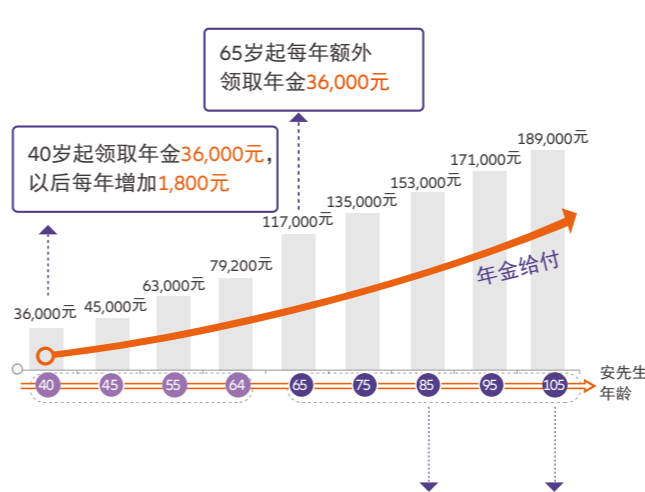 65岁起每年额外
领取年金36,000元
40岁起领取年金36,000元，
以后每年增加1,800元
36,000元
45,000元
63,000元
79,200元
117,000元
135,000元
153,000元
171,000元
189,000元
年金给付
40 45 55 64 65 75 85 95 105
安先生
年龄